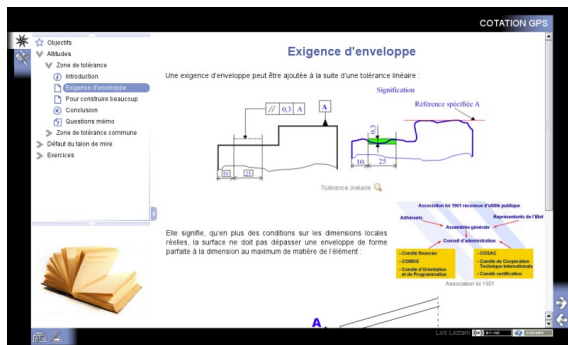 COTATION GPS
Objectifs
Attitudes
Zone de tolérance
Introduction
Exigence d'enveloppe
Pour construire beaucoup
Conclusion
Questions mémo
Zone de tolérance commune
Défaut du talon de mire
Exercices
Exigence d'enveloppe
Une exigence d'enveloppe peut être ajoutée à la suite d'une tolérance linéaire :
Signification
// 0,3 A
A
Référence spécifiée A
0,3
10 25
10 25
Tolérance linéaire
Elle signifie, qu'en plus des conditions sur les dimensions locales
réelles, la surface ne doit pas dépasser une enveloppe de forme
parfaite à la dimension au maximum de matière de l'élément :
Association loi 1901 reconnue d'utilité publique
Adhérents
Représentants de l'Etat
Assemblée générale
Conseil d'administration
- Comité financier
- COMOS
- Comité d'Orientation
et de Programmation
- COSAC
- Comité de Coopération
Technique Internationale
- Comité certification
Association loi 1901
A